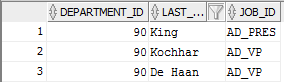 DEPARTMENT_ID LAST_... JOB_ID
1 90 King AD_PRES
2 90 Kochhar AD_VP
3 90 De Haan AD_VP